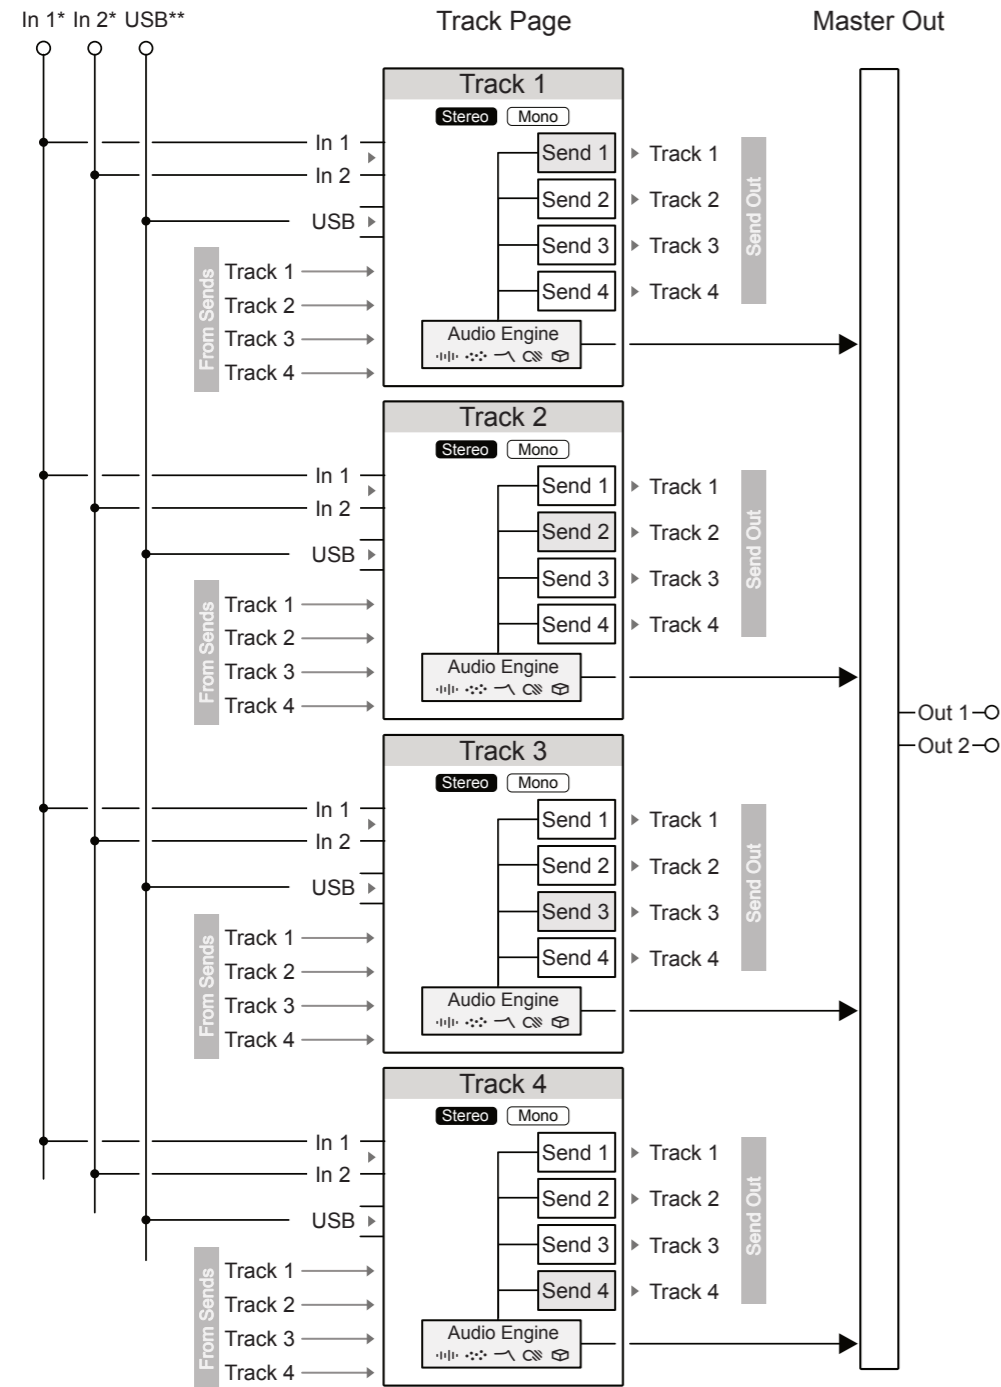 In 1* In 2* USB** Track Page Master Out
Track 1
Stereo Mono
In 1
In 2
USB
Send 1 Track 1
Send 2 Track 2
Send 3 Track 3
Send 4 Track 4
Send Out
From Sends
Track 1
Track 2
Track 3
Track 4
Audio Engine
Track 2
Stereo Mono
In 1
In 2
USB
Send 1 Track 1
Send 2 Track 2
Send 3 Track 3
Send 4 Track 4
Send Out
From Sends
Track 1
Track 2
Track 3
Track 4
Audio Engine
Out 1
Out 2
Track 3
Stereo Mono
In 1
In 2
USB
Send 1 Track 1
Send 2 Track 2
Send 3 Track 3
Send 4 Track 4
Send Out
From Sends
Track 1
Track 2
Track 3
Track 4
Audio Engine
Track 4
Stereo Mono
In 1
In 2
USB
Send 1 Track 1
Send 2 Track 2
Send 3 Track 3
Send 4 Track 4
Send Out
From Sends
Track 1
Track 2
Track 3
Track 4
Audio Engine